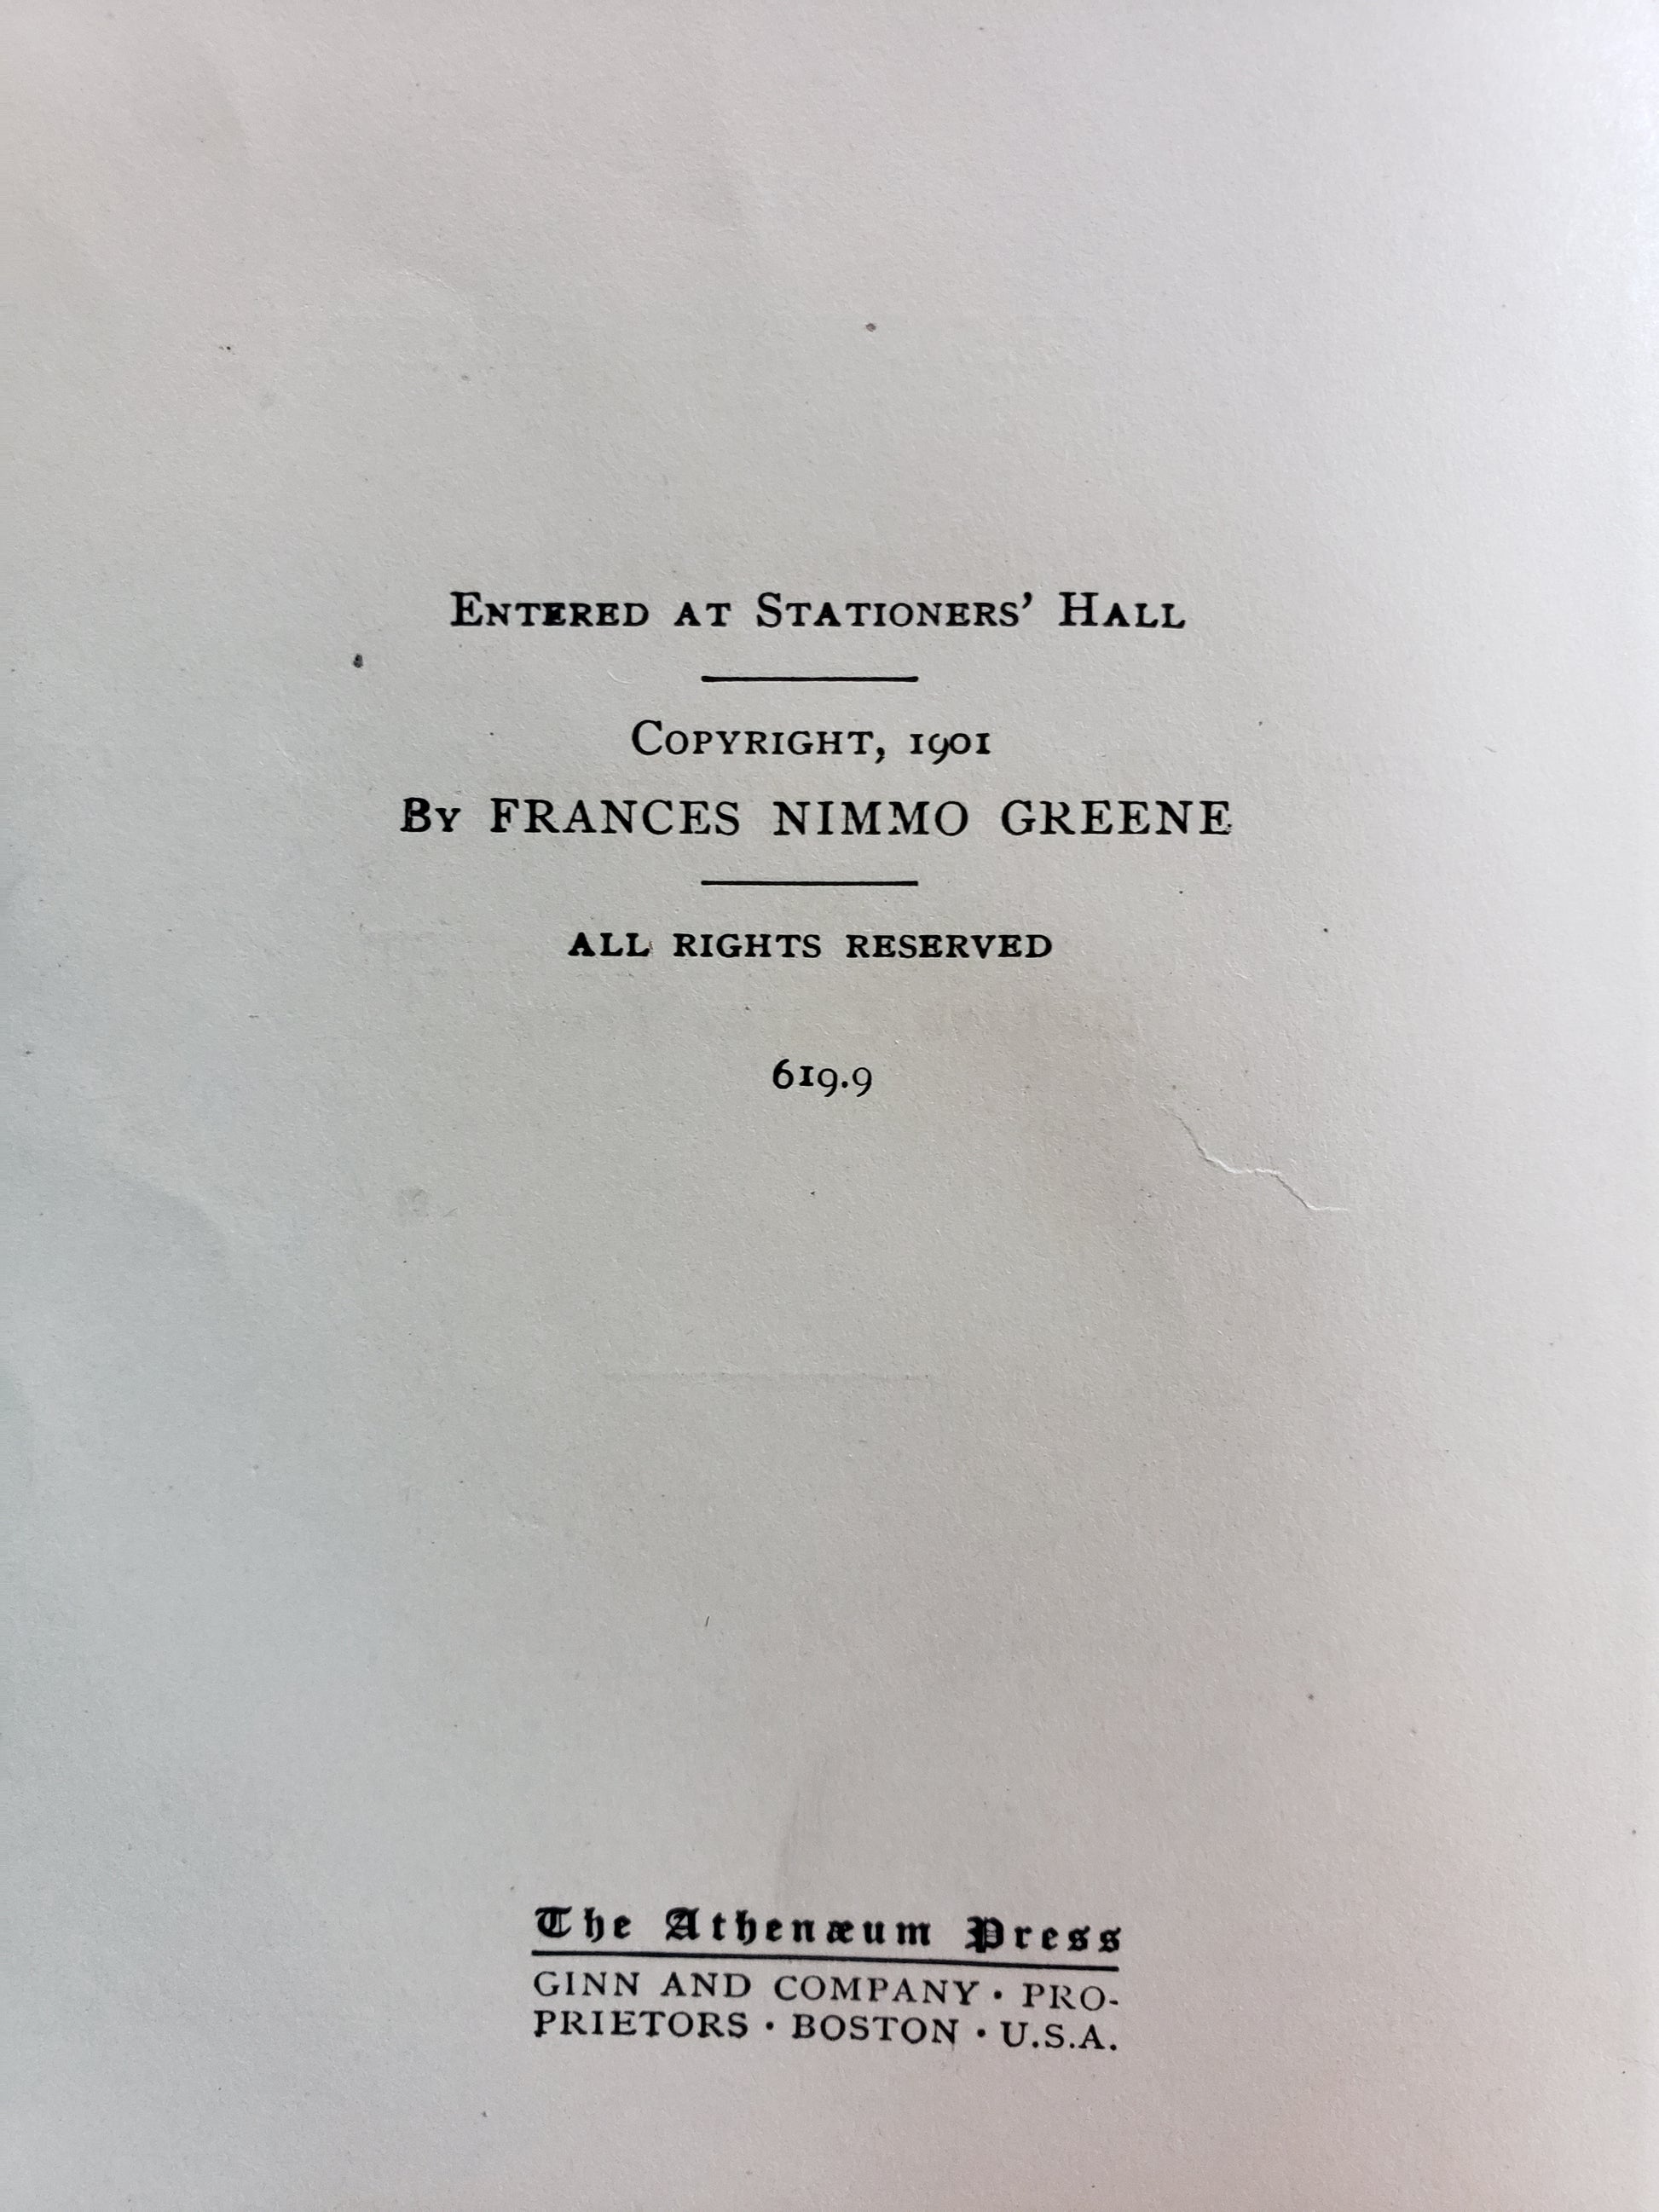 Entered at Stationers' Hall
Copyright, 1901
By FRANCES NIMMO GREENE
ALL RIGHTS RESERVED
619.9
The Athenæum Press
GINN AND COMPANY · PRO-
PRIETORS · BOSTON · U.S.A.